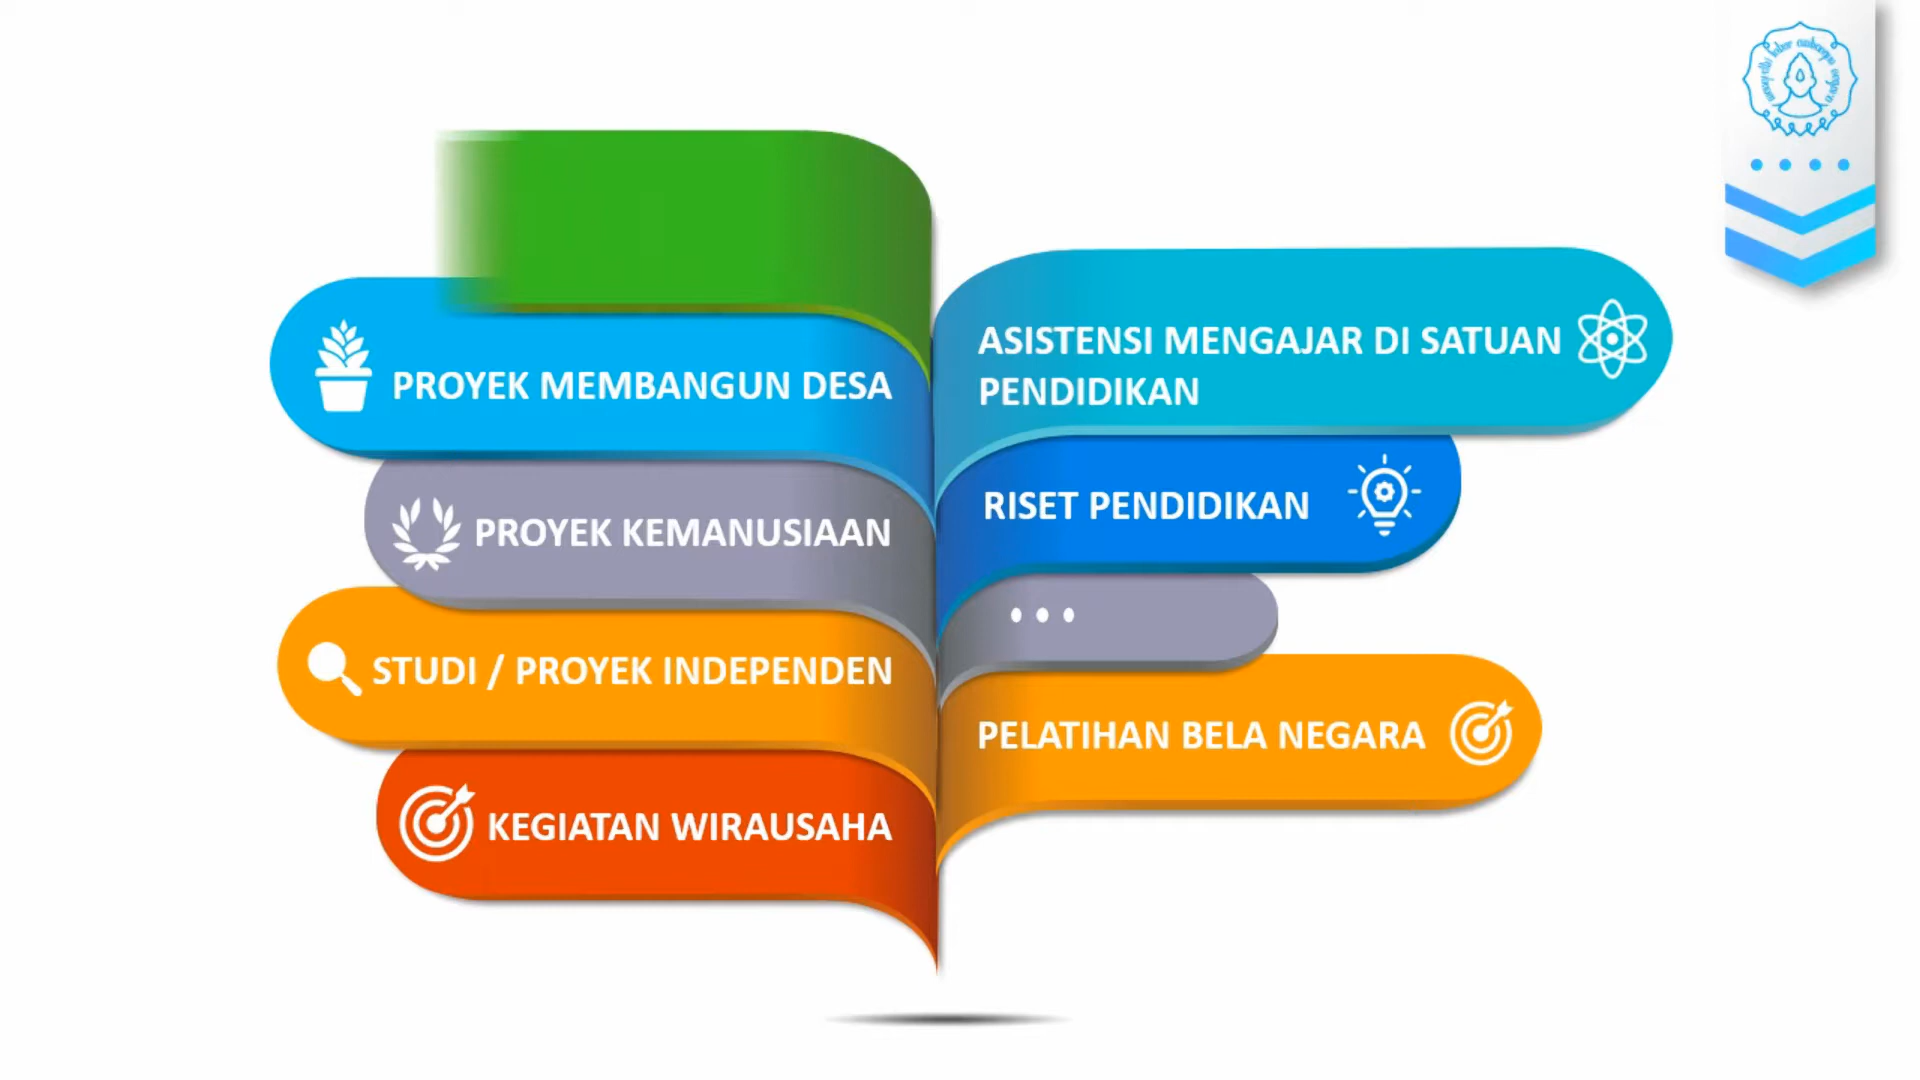 PROYEK MEMBANGUN DESA
PROYEK KEMANUSIAAN
STUDI / PROYEK INDEPENDEN
KEGIATAN WIRAUSAHA
ASISTENSI MENGAJAR DI SATUAN
PENDIDIKAN
RISET PENDIDIKAN
...
PELATIHAN BELA NEGARA